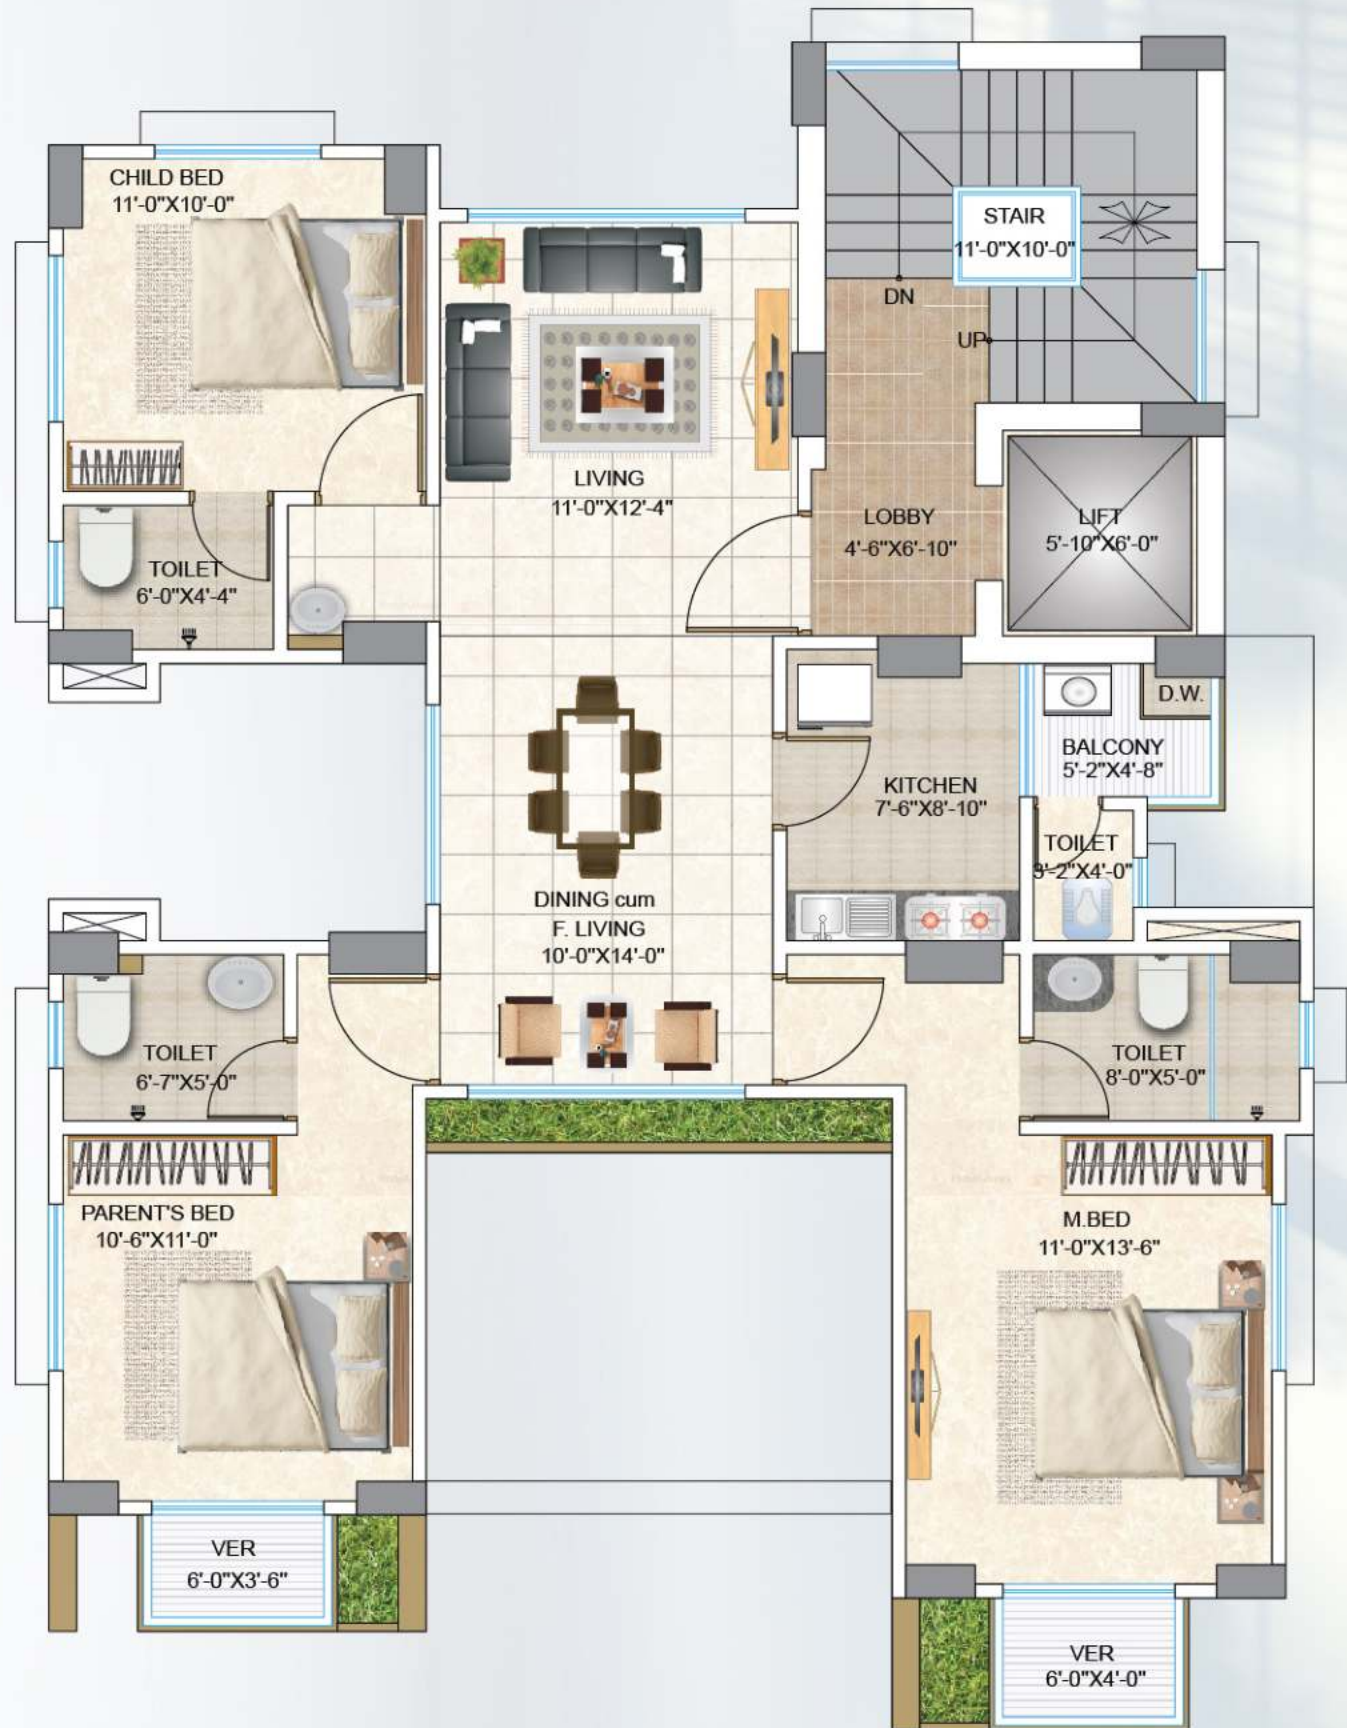 CHILD BED
11'-0"X10'-0"
STAIR
11'-0"X10'-0"
DN
UP
LIVING
11'-0"X12'-4"
LOBBY
4'-6"X6'-10"
LIFT
5'-10"X6'-0"
TOILET
6'-0"X4'-4"
D.W.
BALCONY
5'-2"X4'-8"
KITCHEN
7'-6"X8'-10"
TOILET
3'-2"X4'-0"
DINING cum
F. LIVING
10'-0"X14'-0"
TOILET
6'-7"X5'-0"
TOILET
8'-0"X5'-0"
PARENT'S BED
10'-6"X11'-0"
M.BED
11'-0"X13'-6"
VER
6'-0"X3'-6"
VER
6'-0"X4'-0"